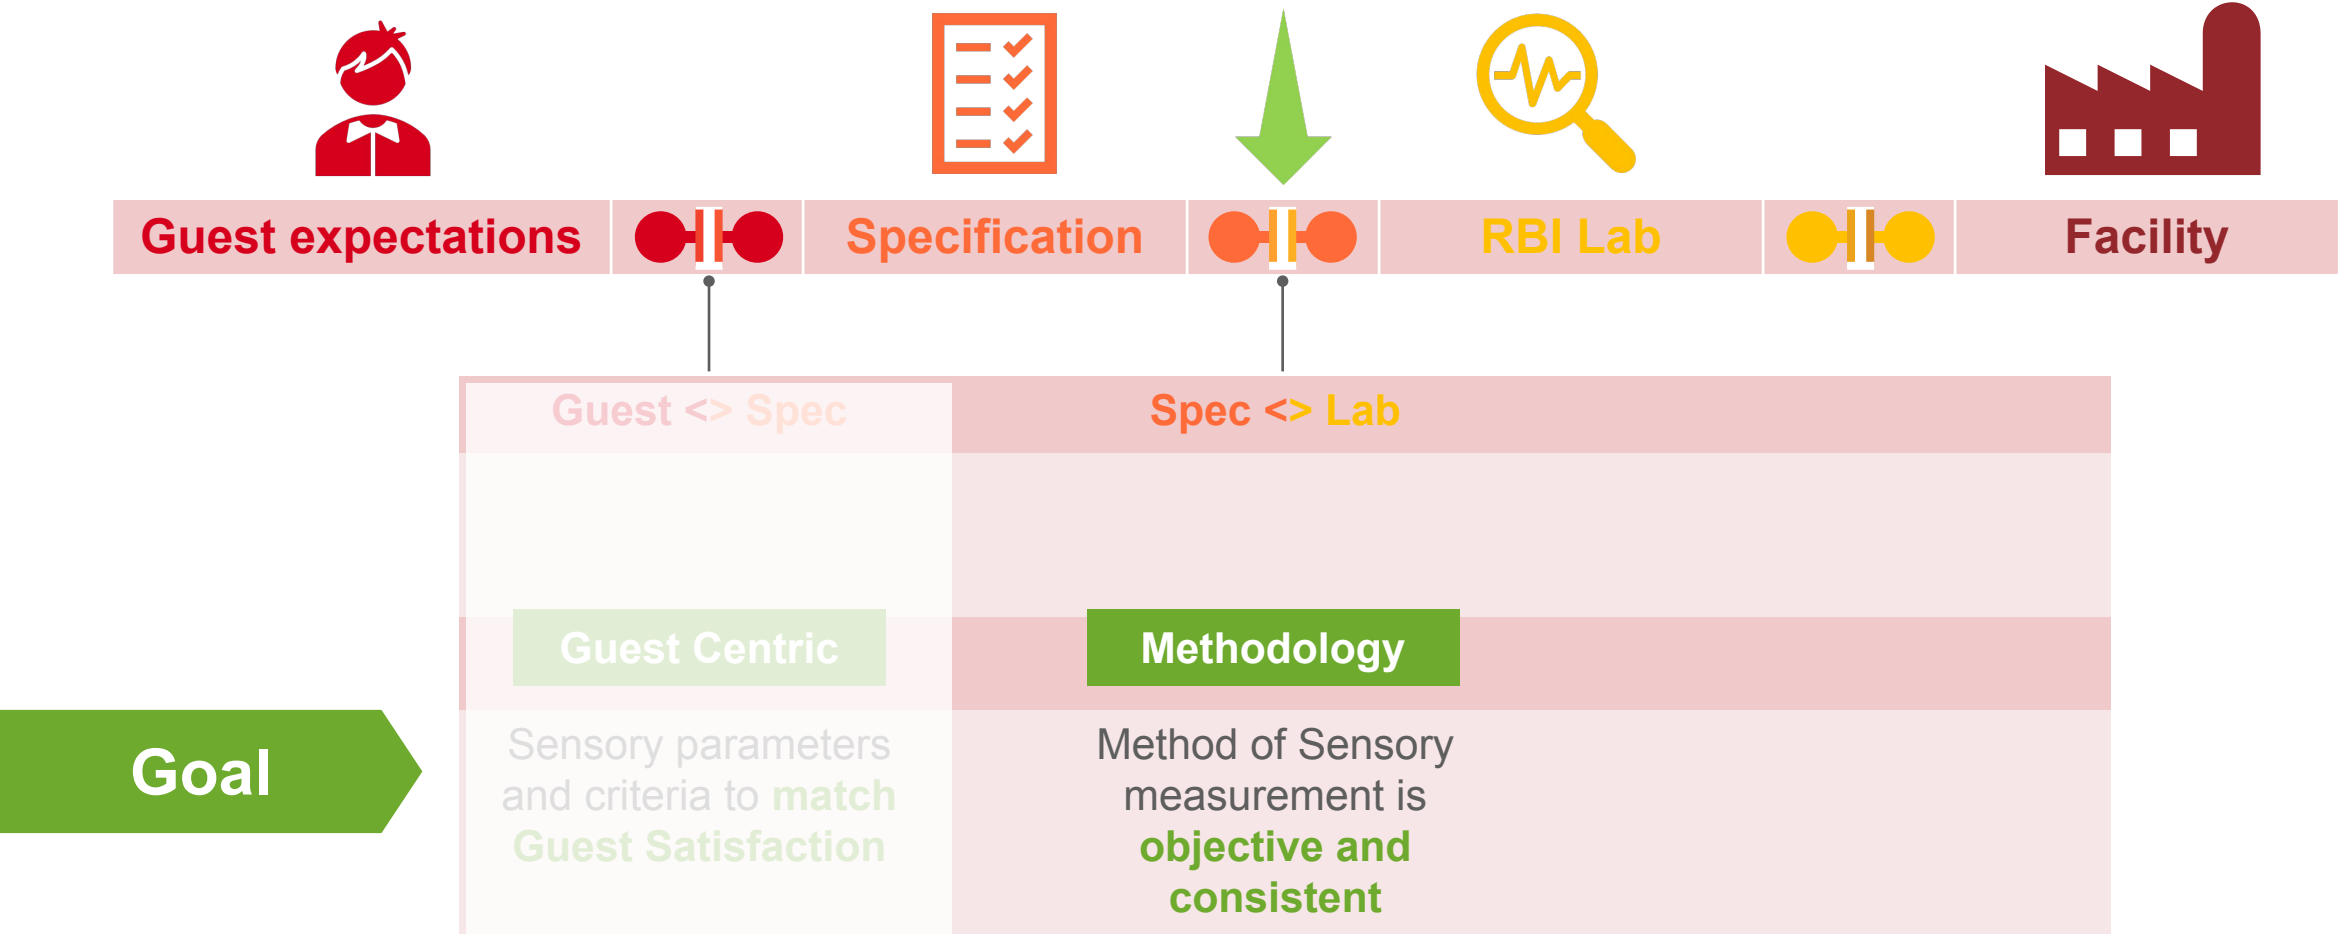 Guest expectations
Specification
RBI Lab
Facility
Guest <> Spec
Spec <> Lab
Guest Centric
Methodology
Goal
Sensory parameters
and criteria to match
Guest Satisfaction
Method of Sensory
measurement is
objective and
consistent